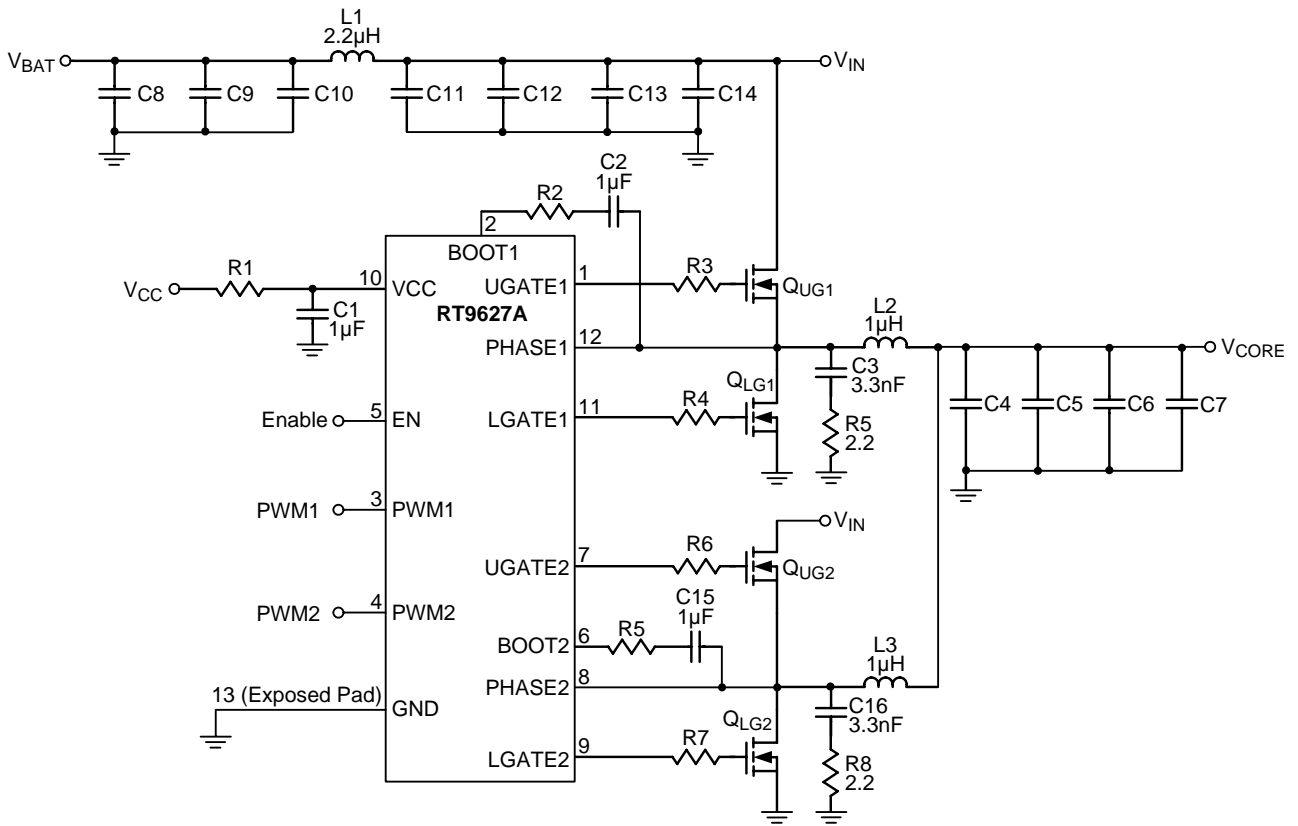 L1
2.2µH
VBAT
VIN
C8
C9
C10
C11
C12
C13
C14
C2
1µF
R2
2
BOOT1
R1
VCC
10
VCC
C1
1µF
RT9627A
UGATE1
1
R3
QUG1
L2
1µH
PHASE1
12
VCORE
C3
3.3nF
QLG1
R4
LGATE1
11
R5
2.2
C4
C5
C6
C7
Enable
5
EN
PWM1
3
PWM1
VIN
UGATE2
7
R6
QUG2
PWM2
4
PWM2
C15
1µF
BOOT2
6
R5
L3
1µH
PHASE2
8
13 (Exposed Pad)
GND
C16
3.3nF
QLG2
LGATE2
9
R7
R8
2.2